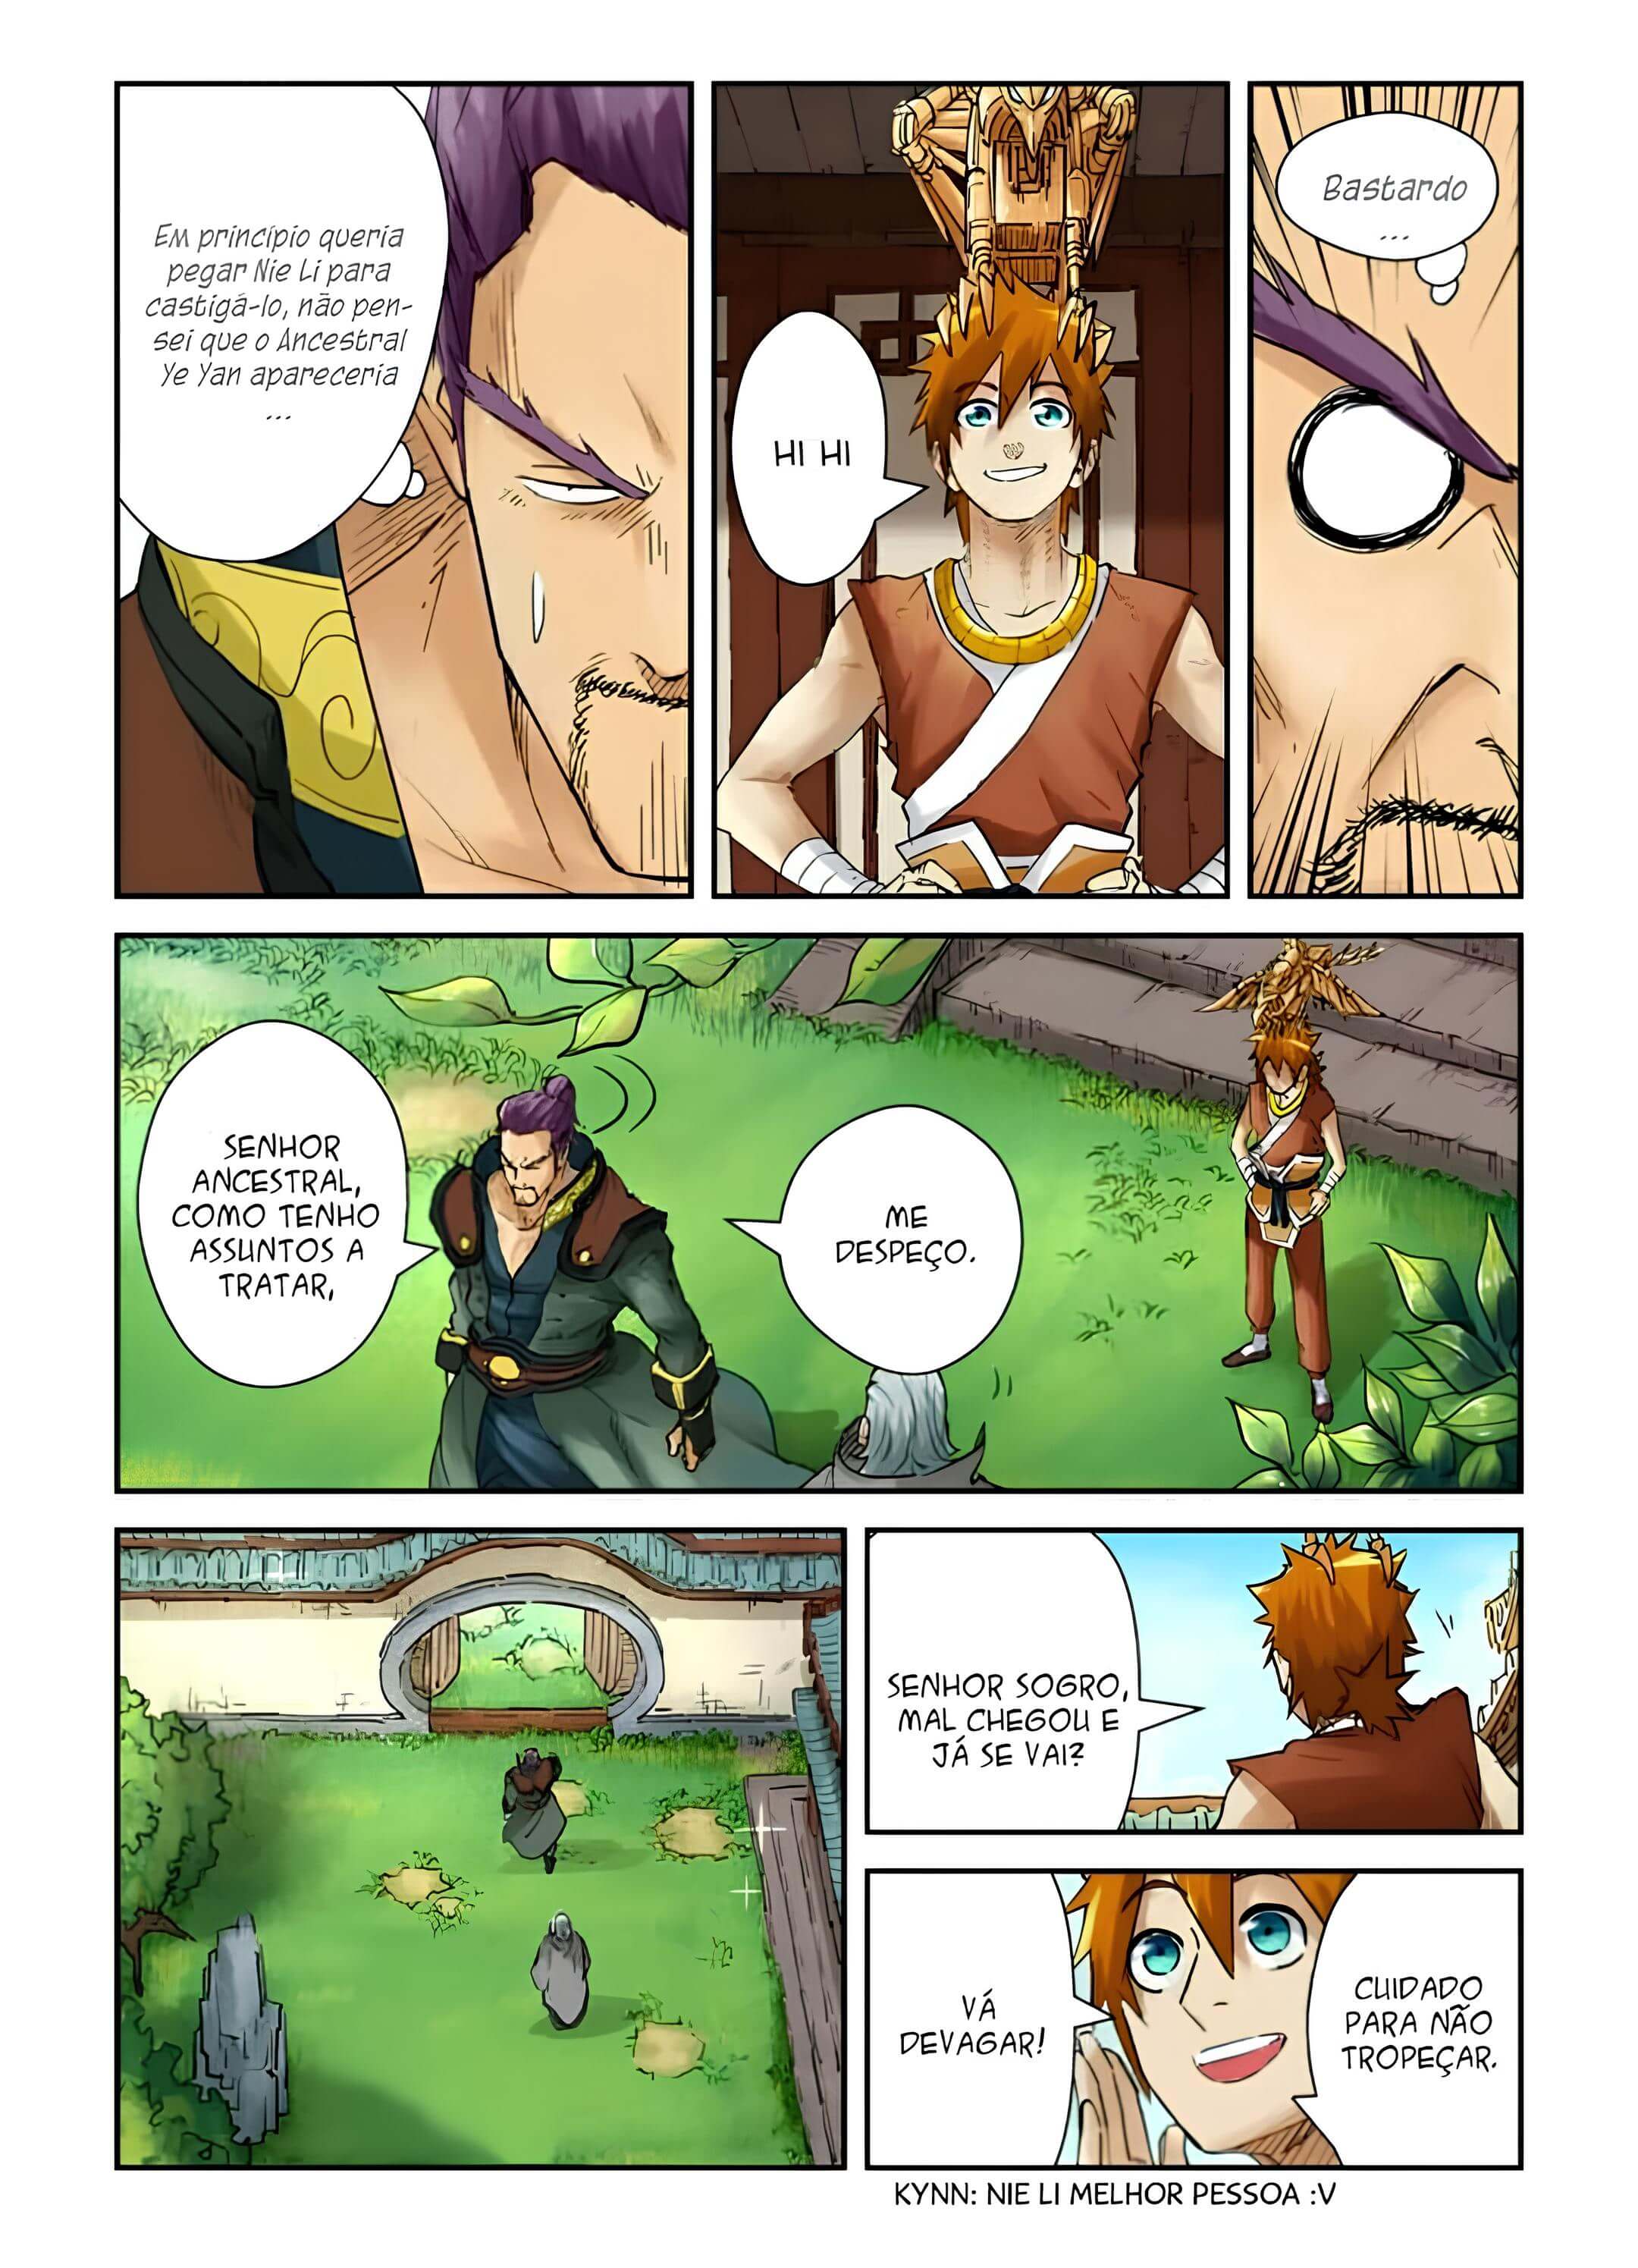 Em princípio queria
pegar Nie Li para
castigá-lo, não pen-
sei que o Ancestral
Ye Yan apareceria
...
HI HI
Bastardo
...
SENHOR
ANCESTRAL,
COMO TENHO
ASSUNTOS A
TRATAR,
ME
DESPEÇO.
SENHOR SOGRO,
MAL CHEGOU E
JÁ SE VAI?
VÁ
DEVAGAR!
CUIDADO
PARA NÃO
TROPEÇAR.
KYNN: NIE LI MELHOR PESSOA :V